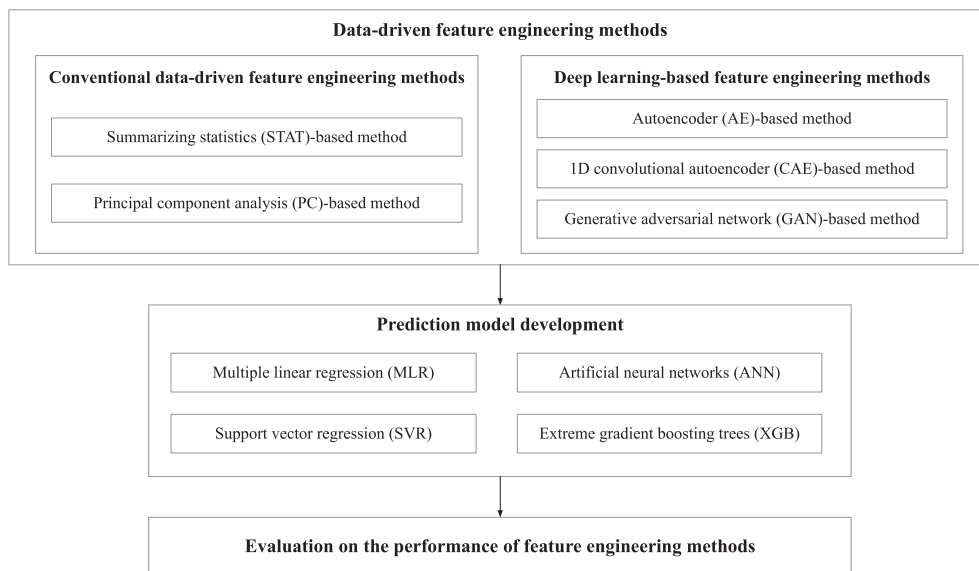 Data-driven feature engineering methods
Conventional data-driven feature engineering methods
Summarizing statistics (STAT)-based method
Principal component analysis (PC)-based method
Deep learning-based feature engineering methods
Autoencoder (AE)-based method
1D convolutional autoencoder (CAE)-based method
Generative adversarial network (GAN)-based method
Prediction model development
Multiple linear regression (MLR)
Artificial neural networks (ANN)
Support vector regression (SVR)
Extreme gradient boosting trees (XGB)
Evaluation on the performance of feature engineering methods